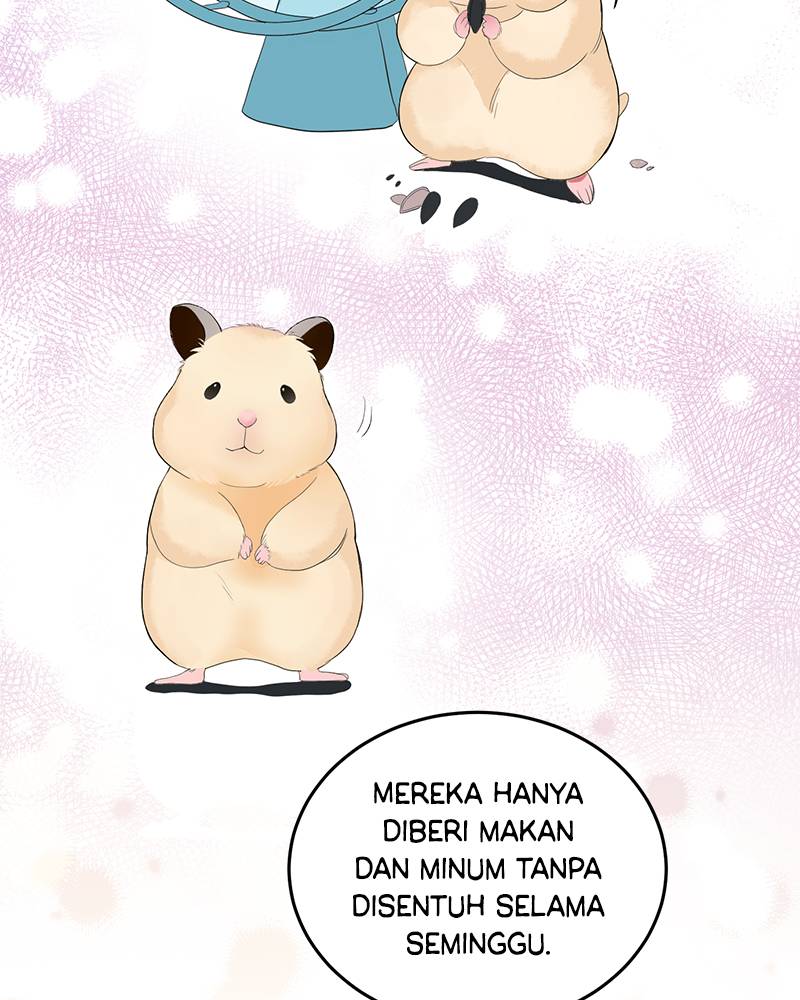 MEREKA HANYA
DIBERI MAKAN
DAN MINUM TANPA
DISENTUH SELAMA
SEMINGGU.